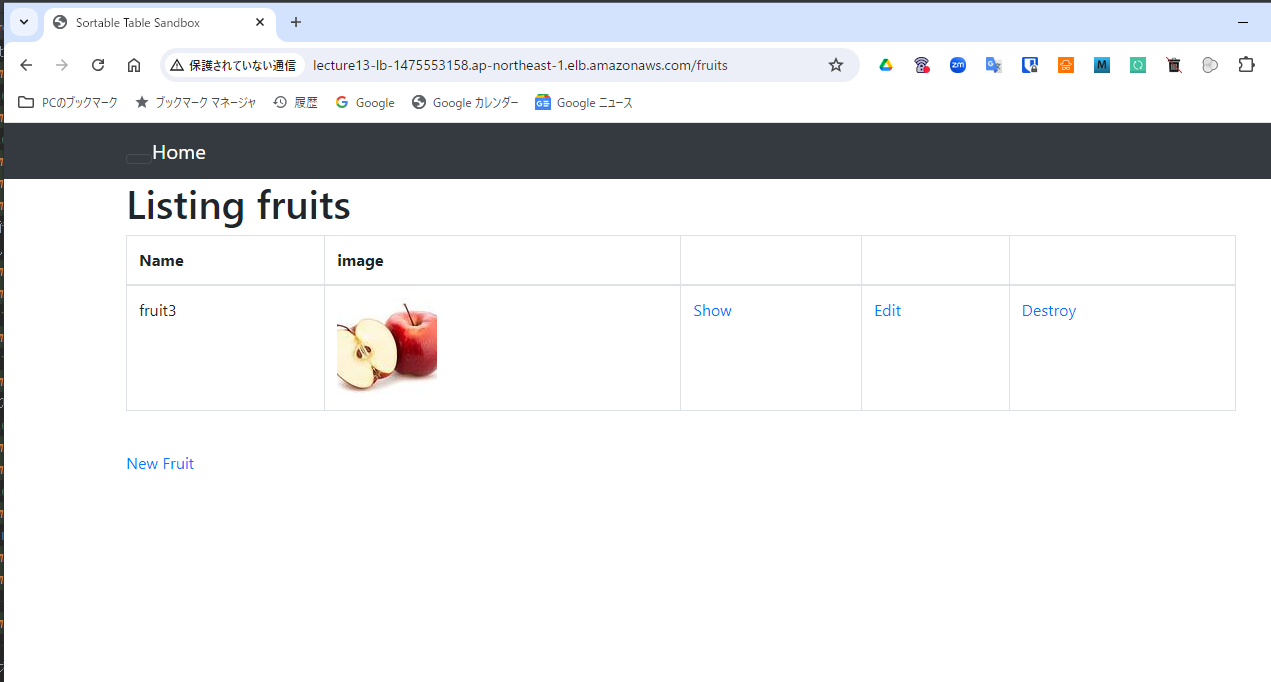 Sortable Table Sandbox
保護されていない通信 lecture13-lb-1475553158.ap-northeast-1.elb.amazonaws.com/fruits
PCのブックマーク ブックマーク マネージャ 履歴 Google Google カレンダー Google ニュース
Home
Listing fruits
Name image
fruit3 Show Edit Destroy
New Fruit